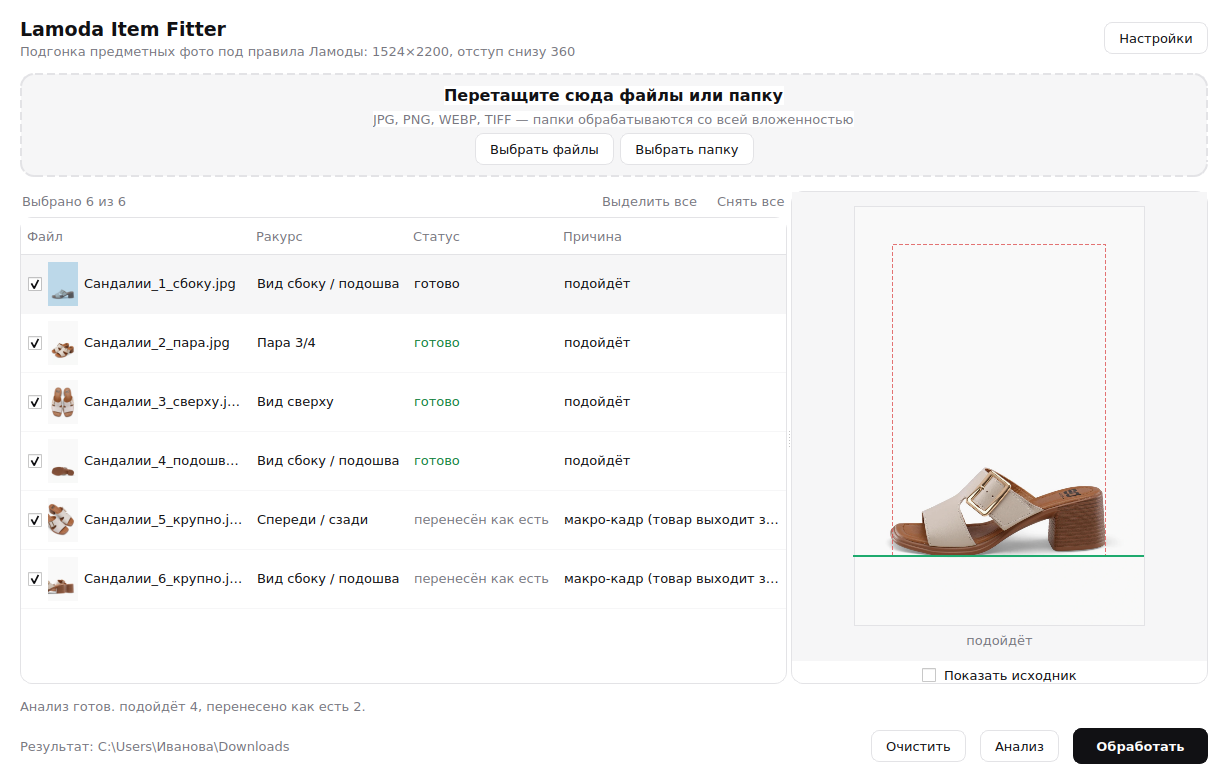 Lamoda Item Fitter
Подгонка предметных фото под правила Ламоды: 1524×2200, отступ снизу 360
Настройки
Перетащите сюда файлы или папку
JPG, PNG, WEBP, TIFF — папки обрабатываются со всей вложенностью
Выбрать файлы
Выбрать папку
Выбрано 6 из 6
Выделить все
Снять все
Файл Ракурс Статус Причина
Сандалии_1_сбоку.jpg Вид сбоку / подошва готово подойдёт
Сандалии_2_пара.jpg Пара 3/4 готово подойдёт
Сандалии_3_сверху.j... Вид сверху готово подойдёт
Сандалии_4_подошв... Вид сбоку / подошва готово подойдёт
Сандалии_5_крупно.j... Спереди / сзади перенесён как есть макро-кадр (товар выходит з...
Сандалии_6_крупно.j... Вид сбоку / подошва перенесён как есть макро-кадр (товар выходит з...
подойдёт
Показать исходник
Анализ готов. подойдёт 4, перенесено как есть 2.
Результат: C:\Users\Иванова\Downloads
Очистить
Анализ
Обработать